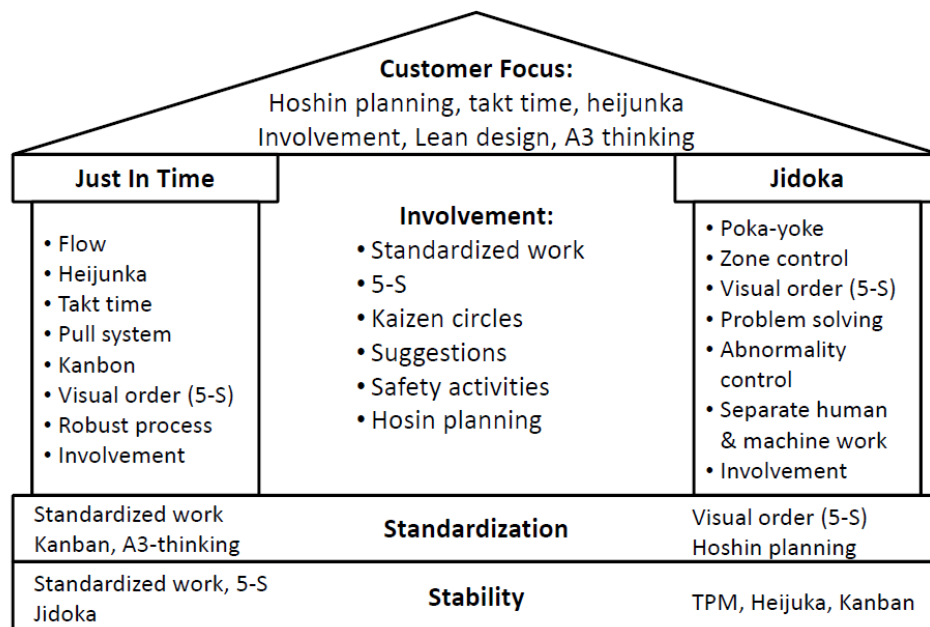 Customer Focus:
Hoshin planning, takt time, heijunka
Involvement, Lean design, A3 thinking
Just In Time
• Flow
• Heijunka
• Takt time
• Pull system
• Kanbon
• Visual order (5-S)
• Robust process
• Involvement
Involvement:
• Standardized work
• 5-S
• Kaizen circles
• Suggestions
• Safety activities
• Hosin planning
Jidoka
• Poka-yoke
• Zone control
• Visual order (5-S)
• Problem solving
• Abnormality
control
• Separate human
& machine work
• Involvement
Standardized work
Kanban, A3-thinking
Standardization
Visual order (5-S)
Hoshin planning
Standardized work, 5-S
Jidoka
Stability
TPM, Heijuka, Kanban